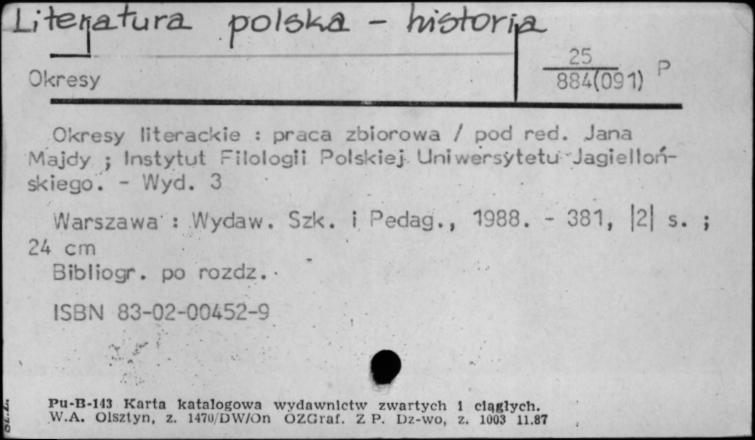 Literatura polska - historja
25
884(091) P
Okresy
Okresy literackie : praca zbiorowa / pod red. Jana
Majdy ; Instytut Filologii Polskiej Uniwersytetu Jagielloń-
skiego. - Wyd. 3
Warszawa : Wydaw. Szk. i Pedag., 1988. - 381, |2| s. ;
24 cm
Bibliogr. po rozdz.
ISBN 83-02-00452-9
Pu-B-143 Karta katalogowa wydawnictw zwartych i ciągłych.
W.A. Olsztyn, z. 1470/DW/On OZGraf. Z P. Dz-wo, z. 1003 11.87